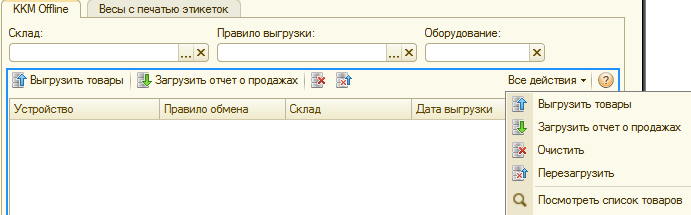 ККМ Offline Весы с печатью этикеток
Склад: Правило выгрузки: Оборудование:
... x ... x x
Выгрузить товары Загрузить отчет о продажах Все действия ?
Устройство Правило обмена Склад Дата выгрузки
Выгрузить товары
Загрузить отчет о продажах
Очистить
Перезагрузить
Посмотреть список товаров